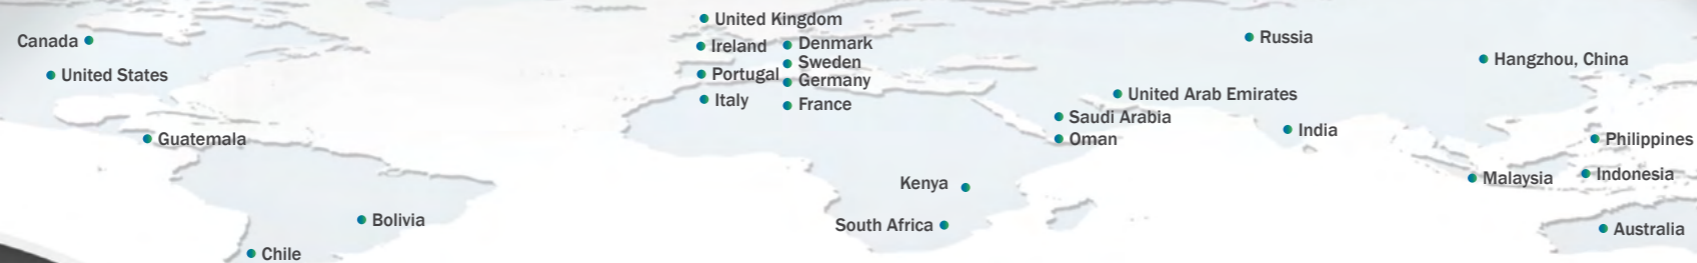 United Kingdom
Canada
Ireland
Denmark
Russia
Sweden
Hangzhou, China
United States
Portugal
Germany
United Arab Emirates
Italy
France
Saudi Arabia
India
Guatemala
Oman
Philippines
Malaysia
Indonesia
Kenya
Bolivia
South Africa
Australia
Chile